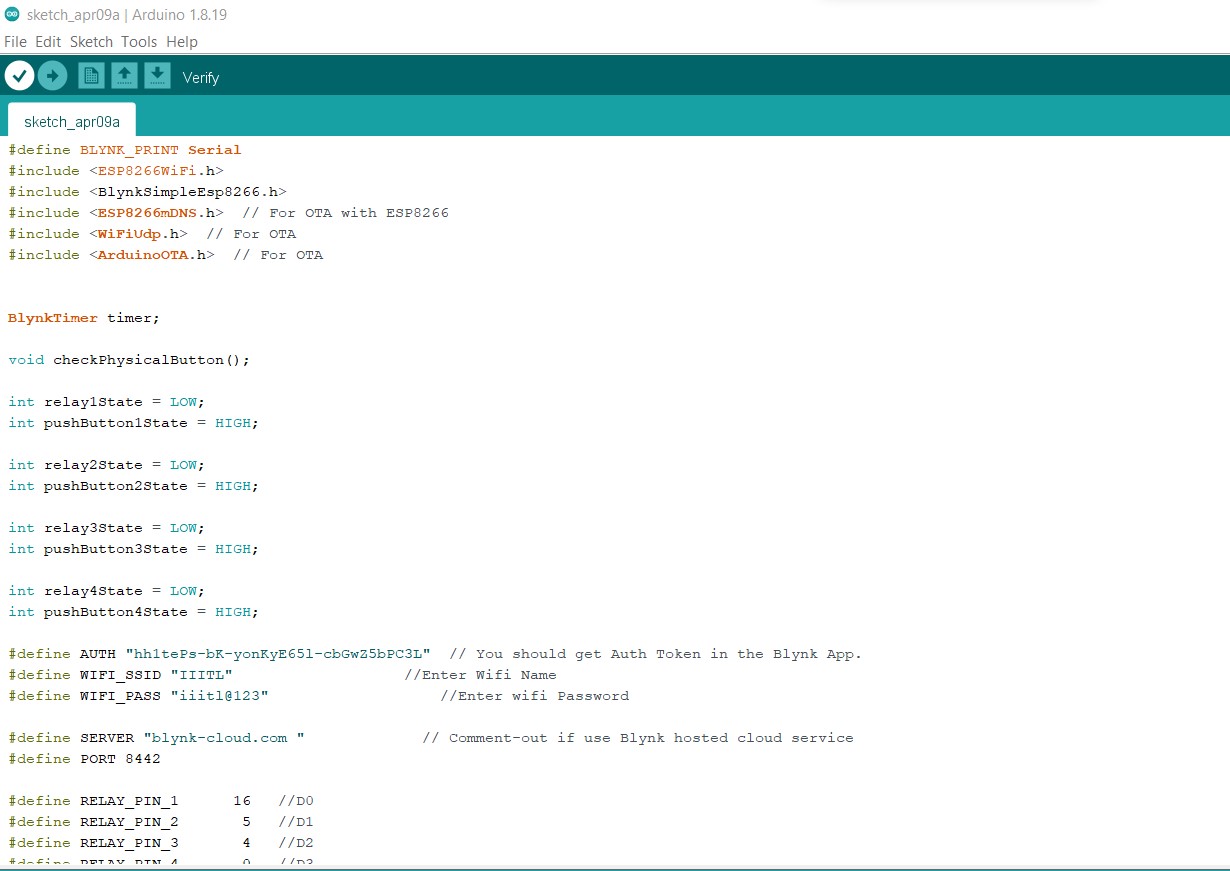 sketch_apr09a | Arduino 1.8.19
File Edit Sketch Tools Help
Verify
sketch_apr09a
#define BLYNK_PRINT Serial
#include <ESP8266WiFi.h>
#include <BlynkSimpleEsp8266.h>
#include <ESP8266mDNS.h>  // For OTA with ESP8266
#include <WiFiUdp.h>  // For OTA
#include <ArduinoOTA.h>  // For OTA
BlynkTimer timer;
void checkPhysicalButton();
int relay1State = LOW;
int pushButton1State = HIGH;
int relay2State = LOW;
int pushButton2State = HIGH;
int relay3State = LOW;
int pushButton3State = HIGH;
int relay4State = LOW;
int pushButton4State = HIGH;
#define AUTH "hh1tePs-bK-yonKyE65l-cbGwZ5bPC3L"  // You should get Auth Token in the Blynk App.
#define WIFI_SSID "IIITL"                   //Enter Wifi Name
#define WIFI_PASS "iiitl@123"                   //Enter wifi Password
#define SERVER "blynk-cloud.com "             // Comment-out if use Blynk hosted cloud service
#define PORT 8442
#define RELAY_PIN_1      16   //D0
#define RELAY_PIN_2       5   //D1
#define RELAY_PIN_3       4   //D2
#define RELAY_PIN_4       0   //D3